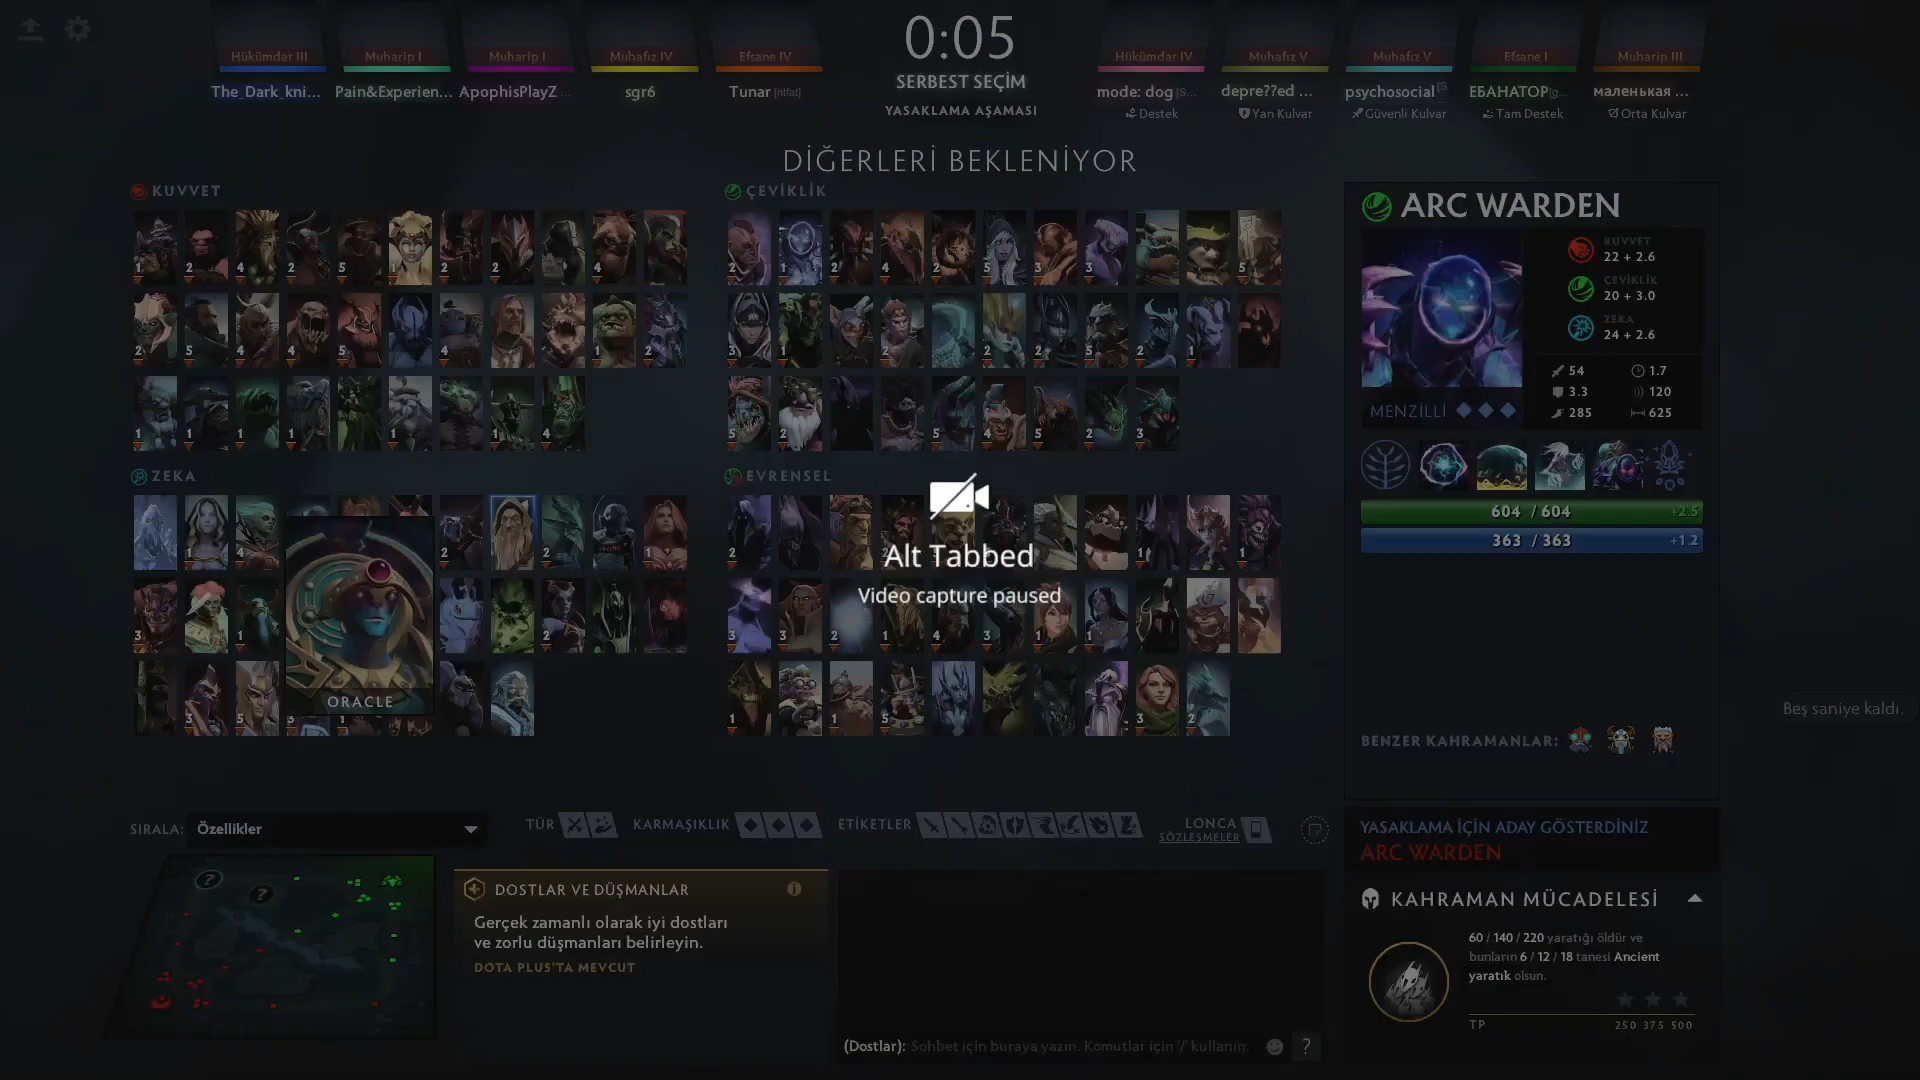 Hükümdar III
Muharip I
Muharip I
Muhafız IV
Efsane IV
0:05
Hükümdar IV
Muhafız V
Muhafız V
Efsane I
Muharip III
The_Dark_kni...
Pain&Experien...
ApophisPlayZ
sgr6
Tunar [ntfat]
SERBEST SEÇİM
YASAKLAMA AŞAMASI
mode: dog [S...
depre??ed ...
psychosocial [S
ЕБАНАТОР[g...
маленькая ...
Destek
Yan Kulvar
Güvenli Kulvar
Tam Destek
Orta Kulvar
DİĞERLERİ BEKLENİYOR
KUVVET
ÇEVİKLİK
ZEKA
EVRENSEL
ORACLE
Alt Tabbed
Video capture paused
ARC WARDEN
KUVVET
22 + 2.6
ÇEVİKLİK
20 + 3.0
ZEKA
24 + 2.6
54
1.7
3.3
120
285
625
MENZİLLİ
604 / 604
+2.5
363 / 363
+1.2
BENZER KAHRAMANLAR:
Beş saniye kaldı.
SIRALA:
Özellikler
TÜR
KARMAŞIKLIK
ETİKETLER
LONCA
SÖZLEŞMELER
YASAKLAMA İÇİN ADAY GÖSTERDİNİZ
ARC WARDEN
DOSTLAR VE DÜŞMANLAR
Gerçek zamanlı olarak iyi dostları
ve zorlu düşmanları belirleyin.
DOTA PLUS'TA MEVCUT
(Dostlar): Sohbet için buraya yazın. Komutlar için '/' kullanın.
?
KAHRAMAN MÜCADELESİ
60 / 140 / 220 yaratığı öldür ve
bunların 6 / 12 / 18 tanesi Ancient
yaratık olsun.
TP
250 375 500